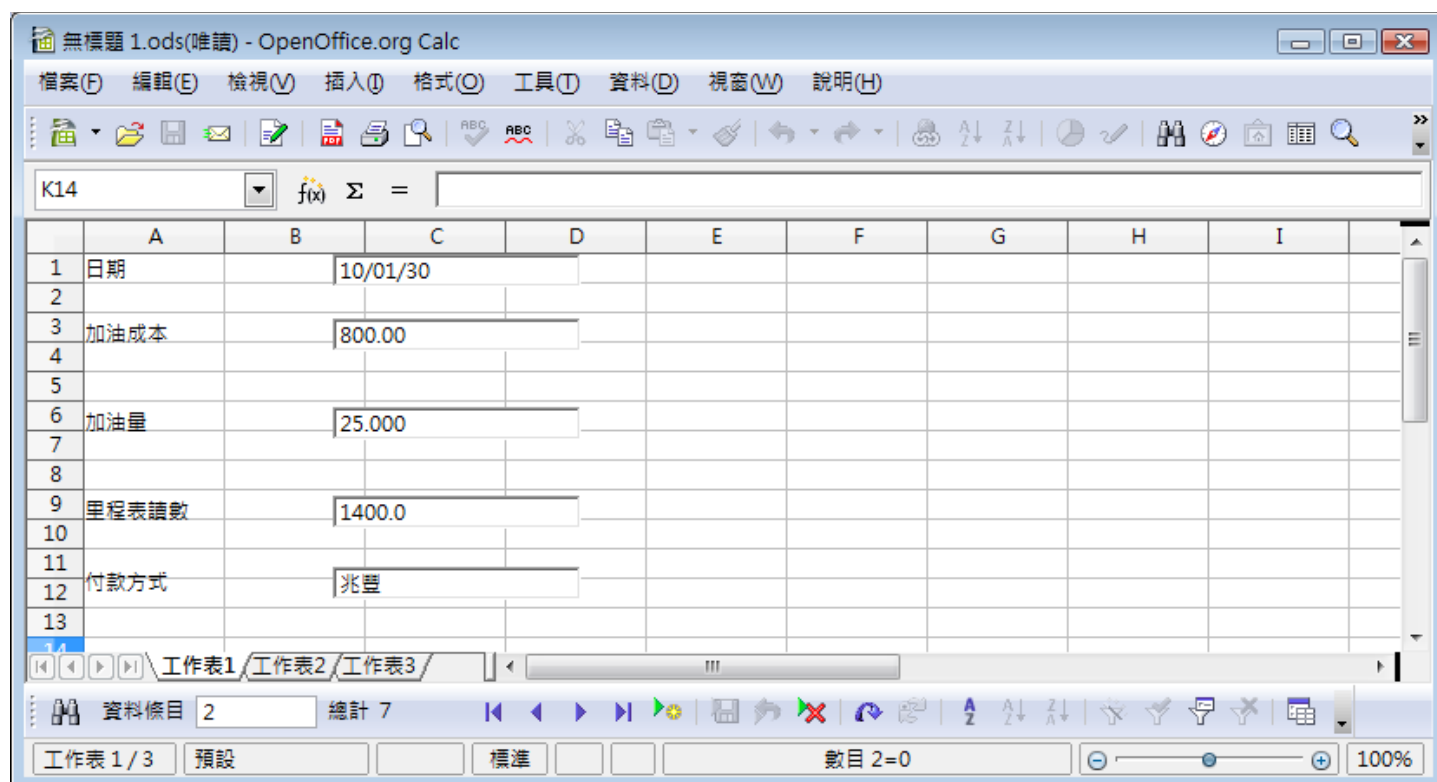 無標題 1.ods(唯讀) - OpenOffice.org Calc
檔案(F) 編輯(E) 檢視(V) 插入(I) 格式(O) 工具(T) 資料(D) 視窗(W) 說明(H)
K14 f(x) Σ =
A B C D E F G H I
1 日期 10/01/30
2
3 加油成本 800.00
4
5
6 加油量 25.000
7
8
9 里程表讀數 1400.0
10
11
12 付款方式 兆豐
13
14
工作表1 工作表2 工作表3
資料條目 2 總計 7
工作表 1 / 3 預設 標準 數目 2=0 100%